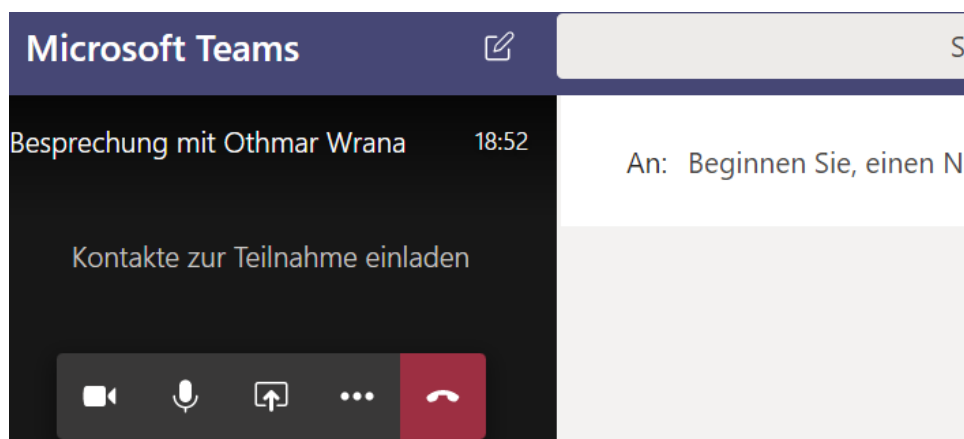 Microsoft Teams
S
Besprechung mit Othmar Wrana 18:52
An: Beginnen Sie, einen N
Kontakte zur Teilnahme einladen